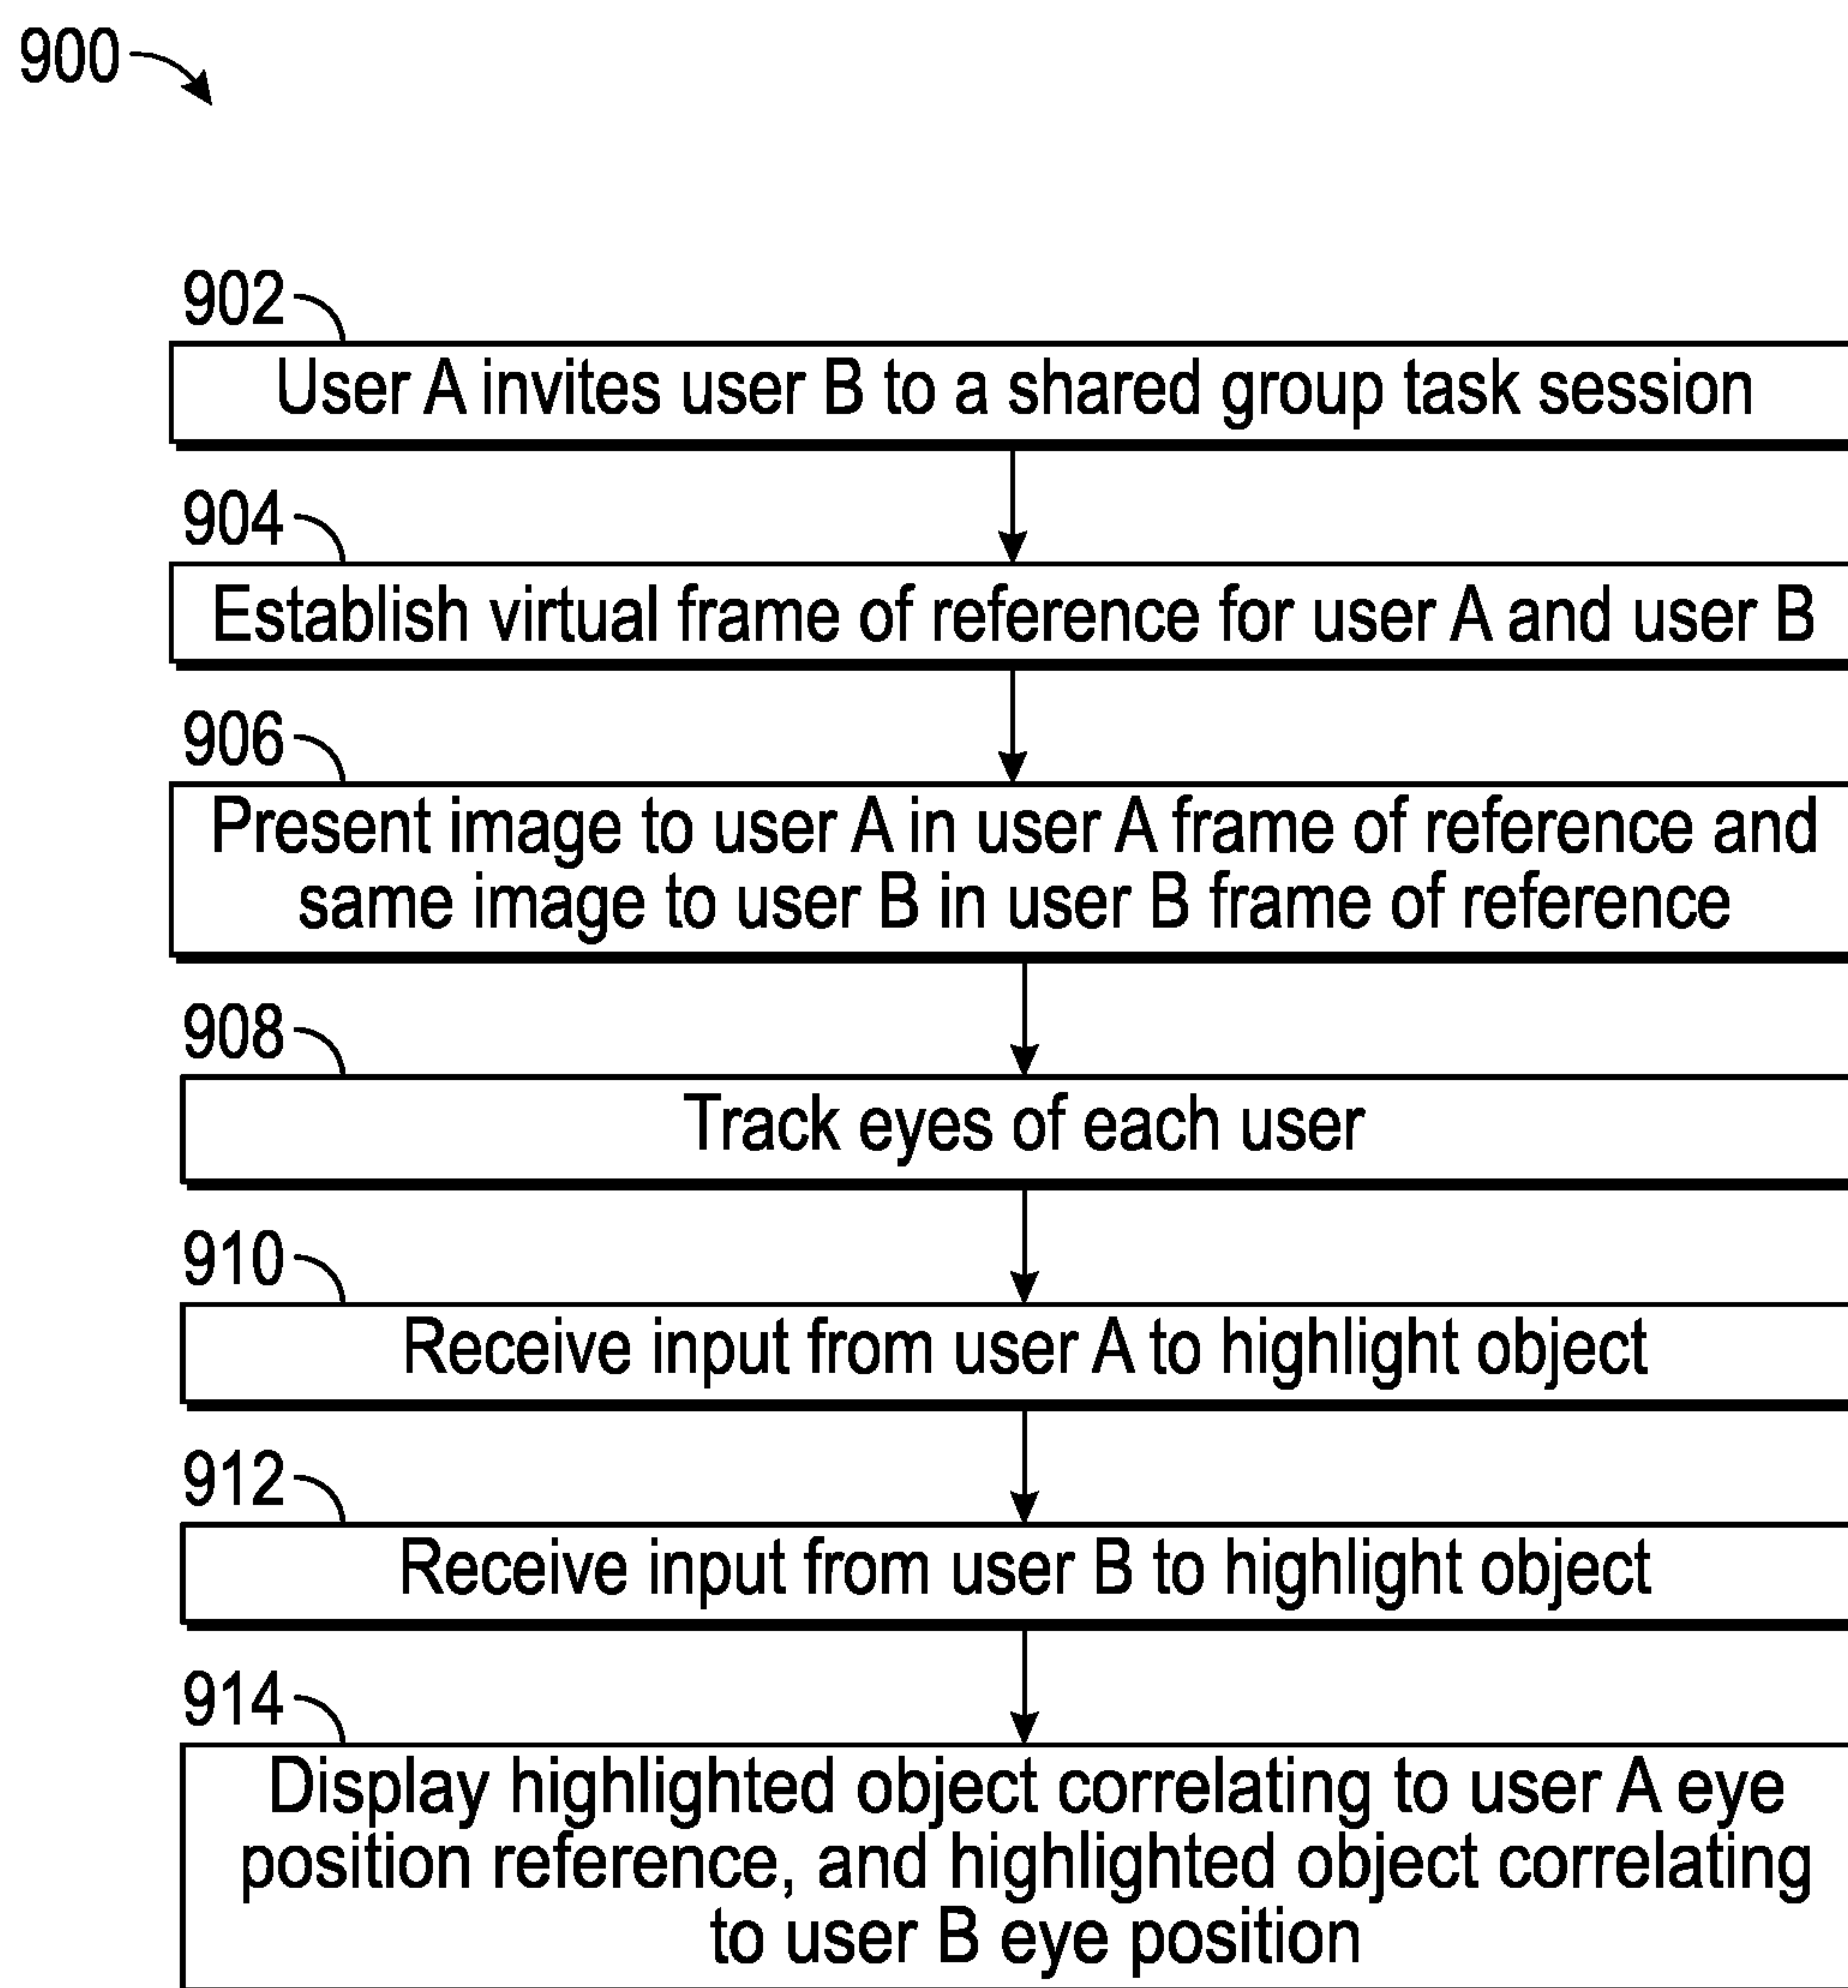 900
902
User A invites user B to a shared group task session
904
Establish virtual frame of reference for user A and user B
906
Present image to user A in user A frame of reference and
same image to user B in user B frame of reference
908
Track eyes of each user
910
Receive input from user A to highlight object
912
Receive input from user B to highlight object
914
Display highlighted object correlating to user A eye
position reference, and highlighted object correlating
to user B eye position